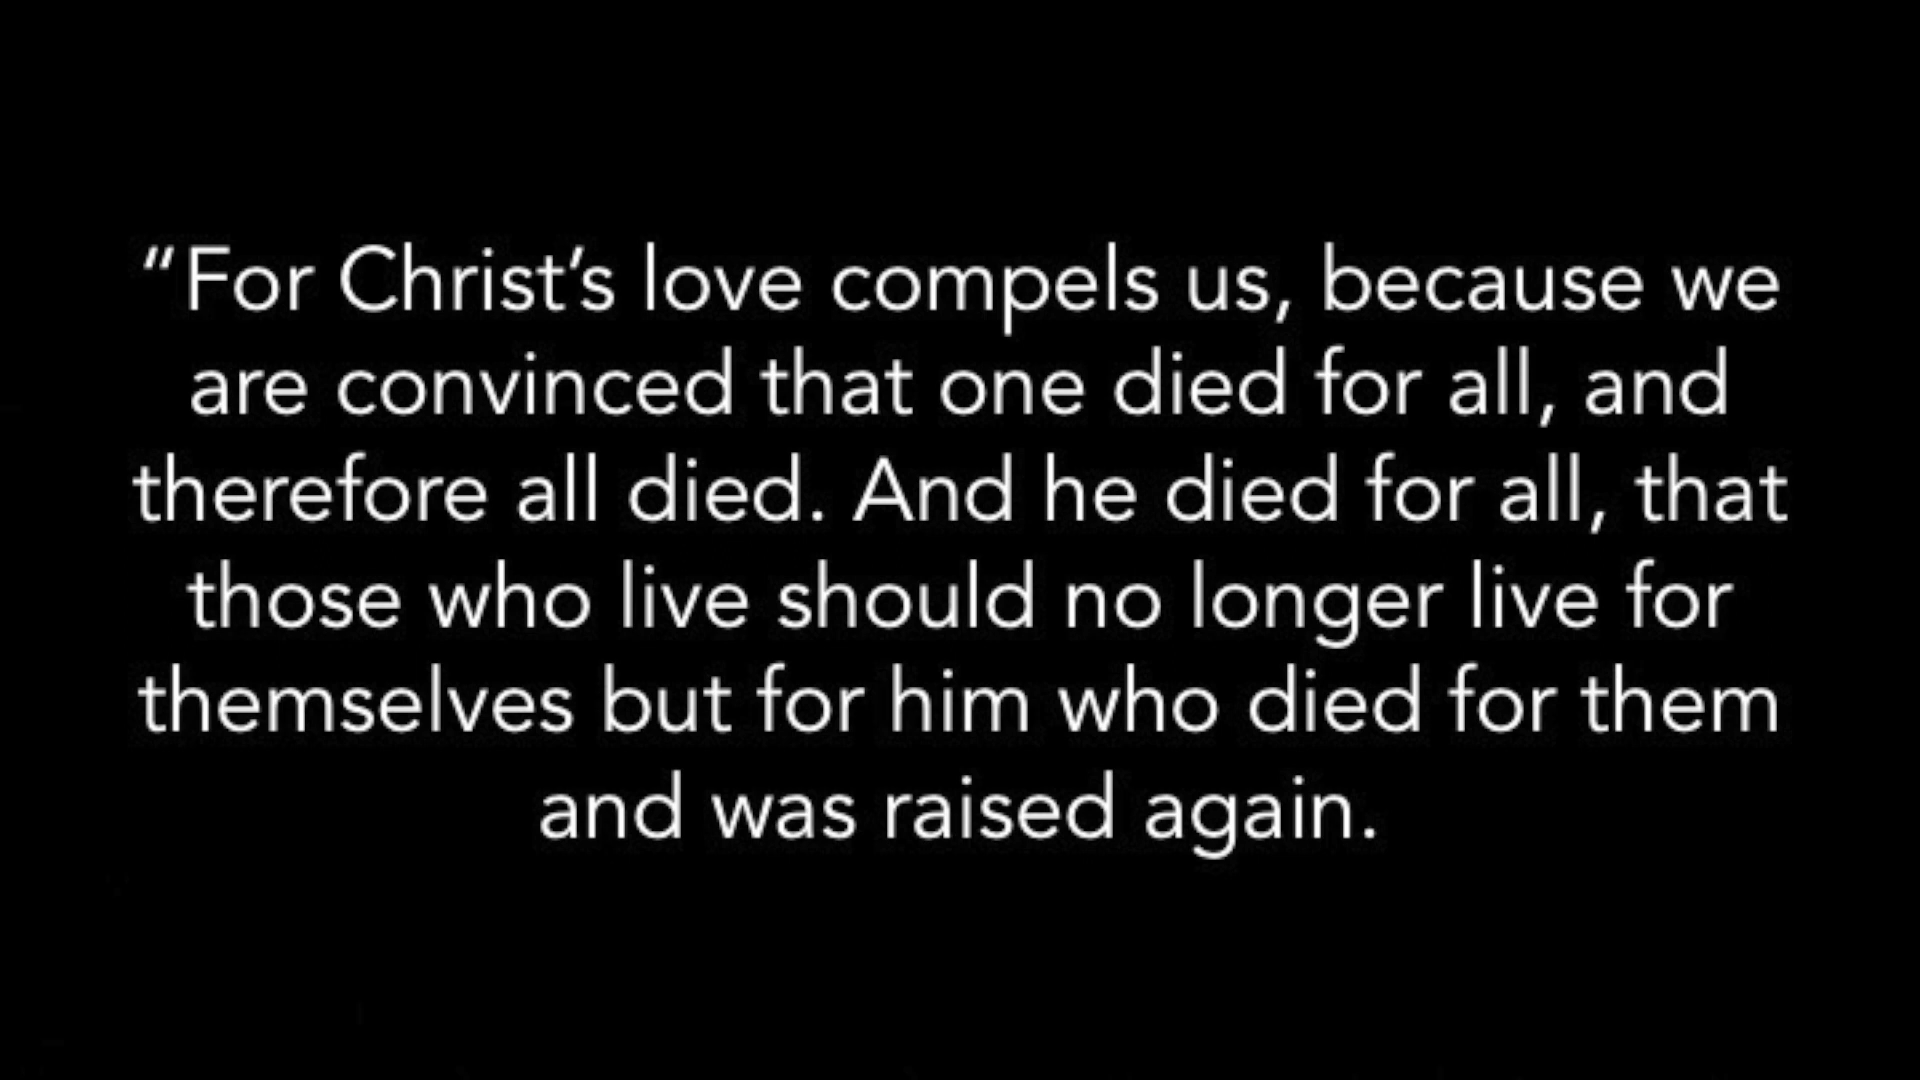 “For Christ’s love compels us, because we
are convinced that one died for all, and
therefore all died. And he died for all, that
those who live should no longer live for
themselves but for him who died for them
and was raised again.